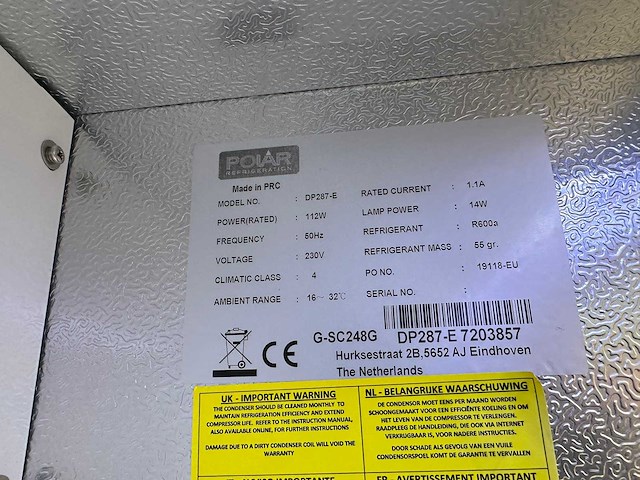 POLAR
REFRIGERATION
Made in PRC
MODEL NO. : DP287-E RATED CURRENT : 1.1A
POWER(RATED) : 112W LAMP POWER : 14W
FREQUENCY : 50Hz REFRIGERANT : R600a
VOLTAGE : 230V REFRIGERANT MASS : 55 gr.
CLIMATIC CLASS : 4 PO NO. : 19118-EU
AMBIENT RANGE : 16~32℃ SERIAL NO. :
CE
G-SC248G DP287-E 7203857
Hurksestraat 2B,5652 AJ Eindhoven
The Netherlands
UK - IMPORTANT WARNING
THE CONDENSER SHOULD BE CLEANED MONTHLY TO
MAINTAIN REFRIGERATION EFFICIENCY AND EXTEND
COMPRESSOR LIFE. REFER TO THE INSTRUCTION MANUAL,
ALSO AVAILABLE ONLINE, FOR FURTHER INSTRUCTIONS
DAMAGE DUE TO A DIRTY CONDENSER COIL WILL VOID THE
WARRANTY
NL - BELANGRIJKE WAARSCHUWING
DE CONDENSOR MOET EENS PER MAAND WORDEN
SCHOONGEMAAKT VOOR EEN EFFICIËNTE KOELING EN OM
HET LEVEN VAN DE COMPRESSOR TE VERLENGEN.
RAADPLEEG DE HANDLEIDING, DIE OOK VIA INTERNET
VERKRIJGBAAR IS, VOOR NADERE INSTRUCTIES.
DOOR SCHADE ALS GEVOLG VAN EEN VUILE
CONDENSORSPOEL KOMT DE GARANTIE TE VERVALLEN
FR - AVERTISSEMENT IMPORTANT